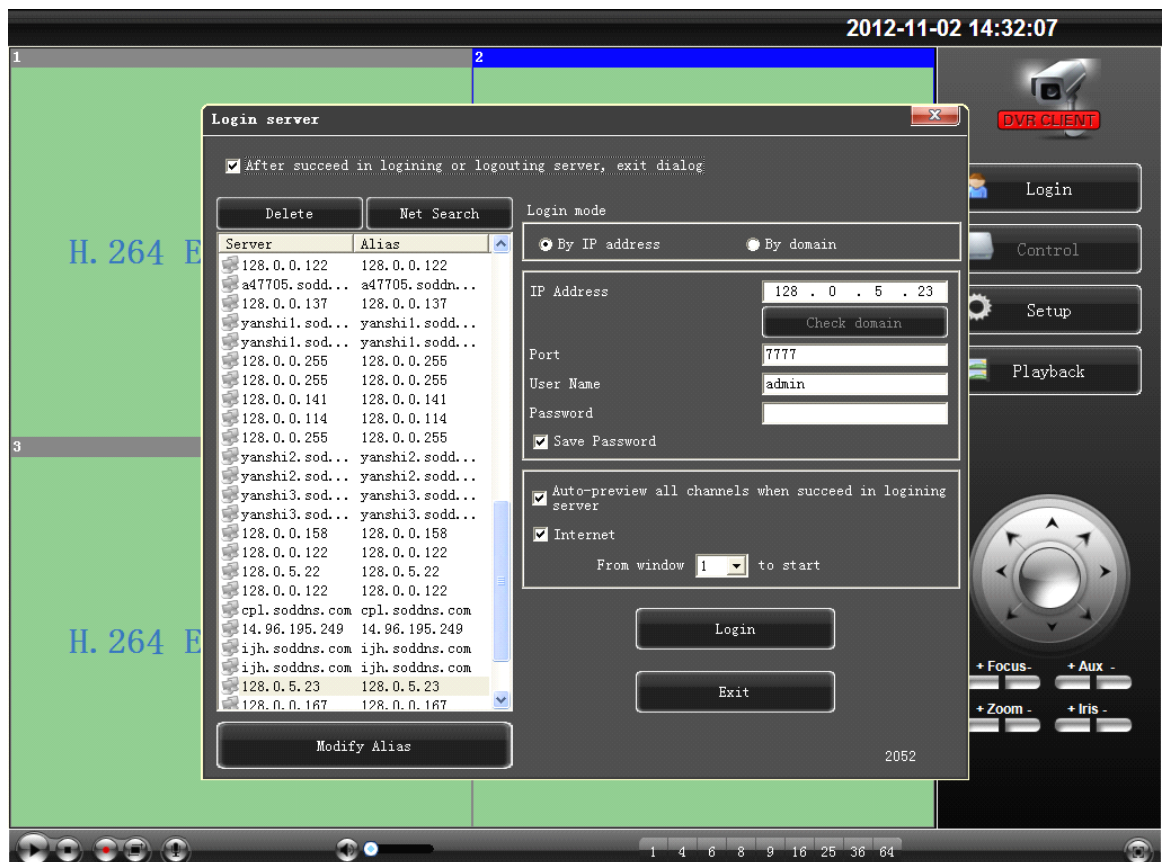 2012-11-02 14:32:07
1
2
DVR CLIENT
Login server
After succeed in logining or logouting server, exit dialog
Login
Delete
Net Search
Login mode
Server Alias
By IP address
By domain
H.264 E
Control
128.0.0.122 128.0.0.122
a47705.sodd... a47705.soddn...
IP Address
128 . 0 . 5 . 23
128.0.0.137 128.0.0.137
Setup
yanshi1.sod... yanshi1.sodd...
Check domain
yanshi1.sod... yanshi1.sodd...
128.0.0.255 128.0.0.255
Port
7777
Playback
128.0.0.255 128.0.0.255
User Name
admin
128.0.0.141 128.0.0.141
128.0.0.114 128.0.0.114
Password
128.0.0.255 128.0.0.255
Save Password
3
yanshi2.sod... yanshi2.sodd...
yanshi2.sod... yanshi2.sodd...
yanshi3.sod... yanshi3.sodd...
Auto-preview all channels when succeed in logining
server
yanshi3.sod... yanshi3.sodd...
128.0.0.158 128.0.0.158
Internet
128.0.0.122 128.0.0.122
128.0.5.22 128.0.5.22
From window 1 to start
128.0.0.122 128.0.0.122
cpl.soddns.com cpl.soddns.com
14.96.195.249 14.96.195.249
Login
H.264 E
ijh.soddns.com ijh.soddns.com
ijh.soddns.com ijh.soddns.com
+ Focus- + Aux -
128.0.5.23 128.0.5.23
Exit
128.0.0.167 128.0.0.167
+ Zoom - + Iris -
Modify Alias
2052
1 4 6 8 9 16 25 36 64